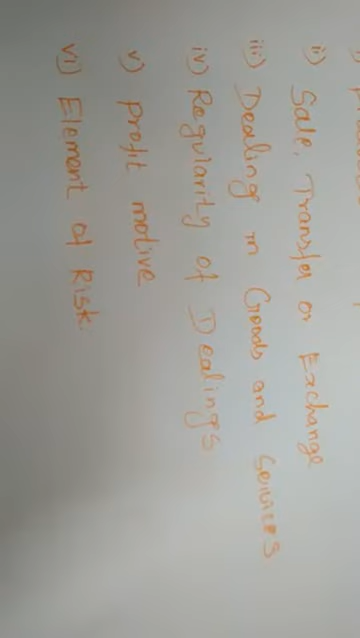 ii) Sale, Transfer or Exchange
iii) Dealing in Goods and Services
iv) Regularity of Dealings
v) Profit motive
vi) Element of Risk